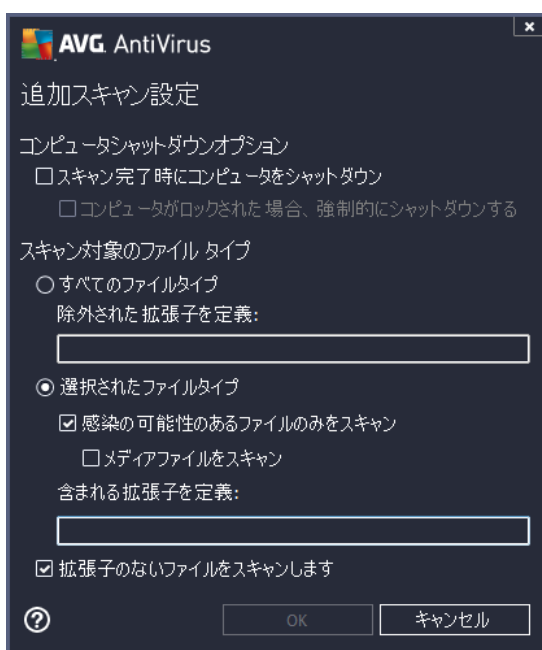 AVG AntiVirus
追加スキャン設定
コンピュータシャットダウンオプション
スキャン完了時にコンピュータをシャットダウン
コンピュータがロックされた場合、強制的にシャットダウンする
スキャン対象のファイル タイプ
すべてのファイルタイプ
除外された拡張子を定義:
選択されたファイルタイプ
感染の可能性のあるファイルのみをスキャン
メディアファイルをスキャン
含まれる拡張子を定義:
拡張子のないファイルをスキャンします
OK
キャンセル